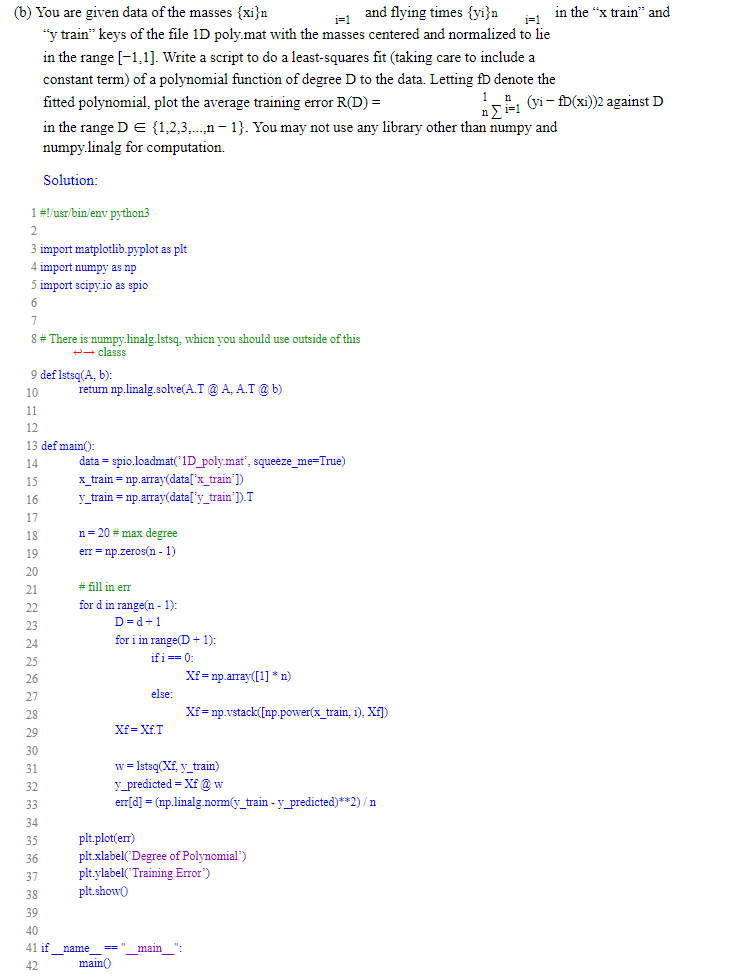 (b) You are given data of the masses {xi}n i=1 and flying times {yi}n i=1 in the “x train” and
“y train” keys of the file 1D poly.mat with the masses centered and normalized to lie
in the range [−1,1]. Write a script to do a least-squares fit (taking care to include a
constant term) of a polynomial function of degree D to the data. Letting fD denote the
fitted polynomial, plot the average training error R(D) = 1 n ∑ n i=1 (yi − fD(xi))2 against D
in the range D ∈ {1,2,3,...,n − 1}. You may not use any library other than numpy and
numpy.linalg for computation.
Solution:
1 #!/usr/bin/env python3
2
3 import matplotlib.pyplot as plt
4 import numpy as np
5 import scipy.io as spio
6
7
8 # There is numpy.linalg.lstsq, whicn you should use outside of this
↩→ classs
9 def lstsq(A, b):
10 return np.linalg.solve(A.T @ A, A.T @ b)
11
12
13 def main():
14 data = spio.loadmat('1D_poly.mat', squeeze_me=True)
15 x_train = np.array(data['x_train'])
16 y_train = np.array(data['y_train']).T
17
18 n = 20 # max degree
19 err = np.zeros(n - 1)
20
21 # fill in err
22 for d in range(n - 1):
23 D = d + 1
24 for i in range(D + 1):
25 if i == 0:
26 Xf = np.array([1] * n)
27 else:
28 Xf = np.vstack([np.power(x_train, i), Xf])
29 Xf = Xf.T
30
31 w = lstsq(Xf, y_train)
32 y_predicted = Xf @ w
33 err[d] = (np.linalg.norm(y_train - y_predicted)**2) / n
34
35 plt.plot(err)
36 plt.xlabel('Degree of Polynomial')
37 plt.ylabel('Training Error')
38 plt.show()
39
40
41 if __name__ == "__main__":
42 main()